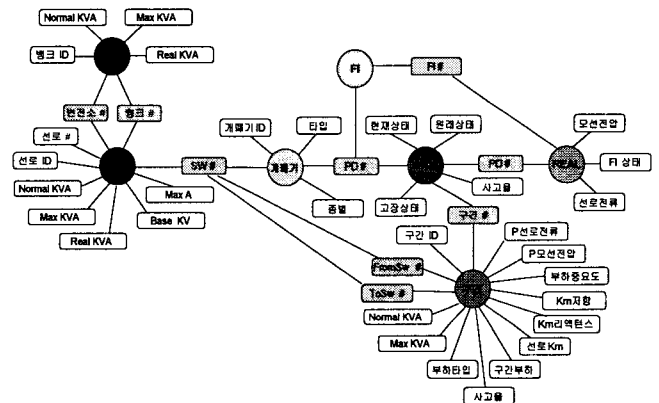 Normal KVA
Max KVA
뱅크 ID
Real KVA
변전소 #
뱅크 #
선로 #
선로 ID
Normal KVA
Max KVA
Real KVA
Base KV
Max A
SW #
개폐기 ID
타입
개폐기
종별
FI
FI #
PD #
현재상태
원래상태
고장상태
사고율
PD #
REAL
모선전압
FI 상태
선로전류
구간 #
구간 ID
FromSw #
ToSw #
P선로전류
P모선전압
부하중요도
Km저항
Km리액턴스
선로Km
구간부하
사고율
부하타입
Max KVA
Normal KVA